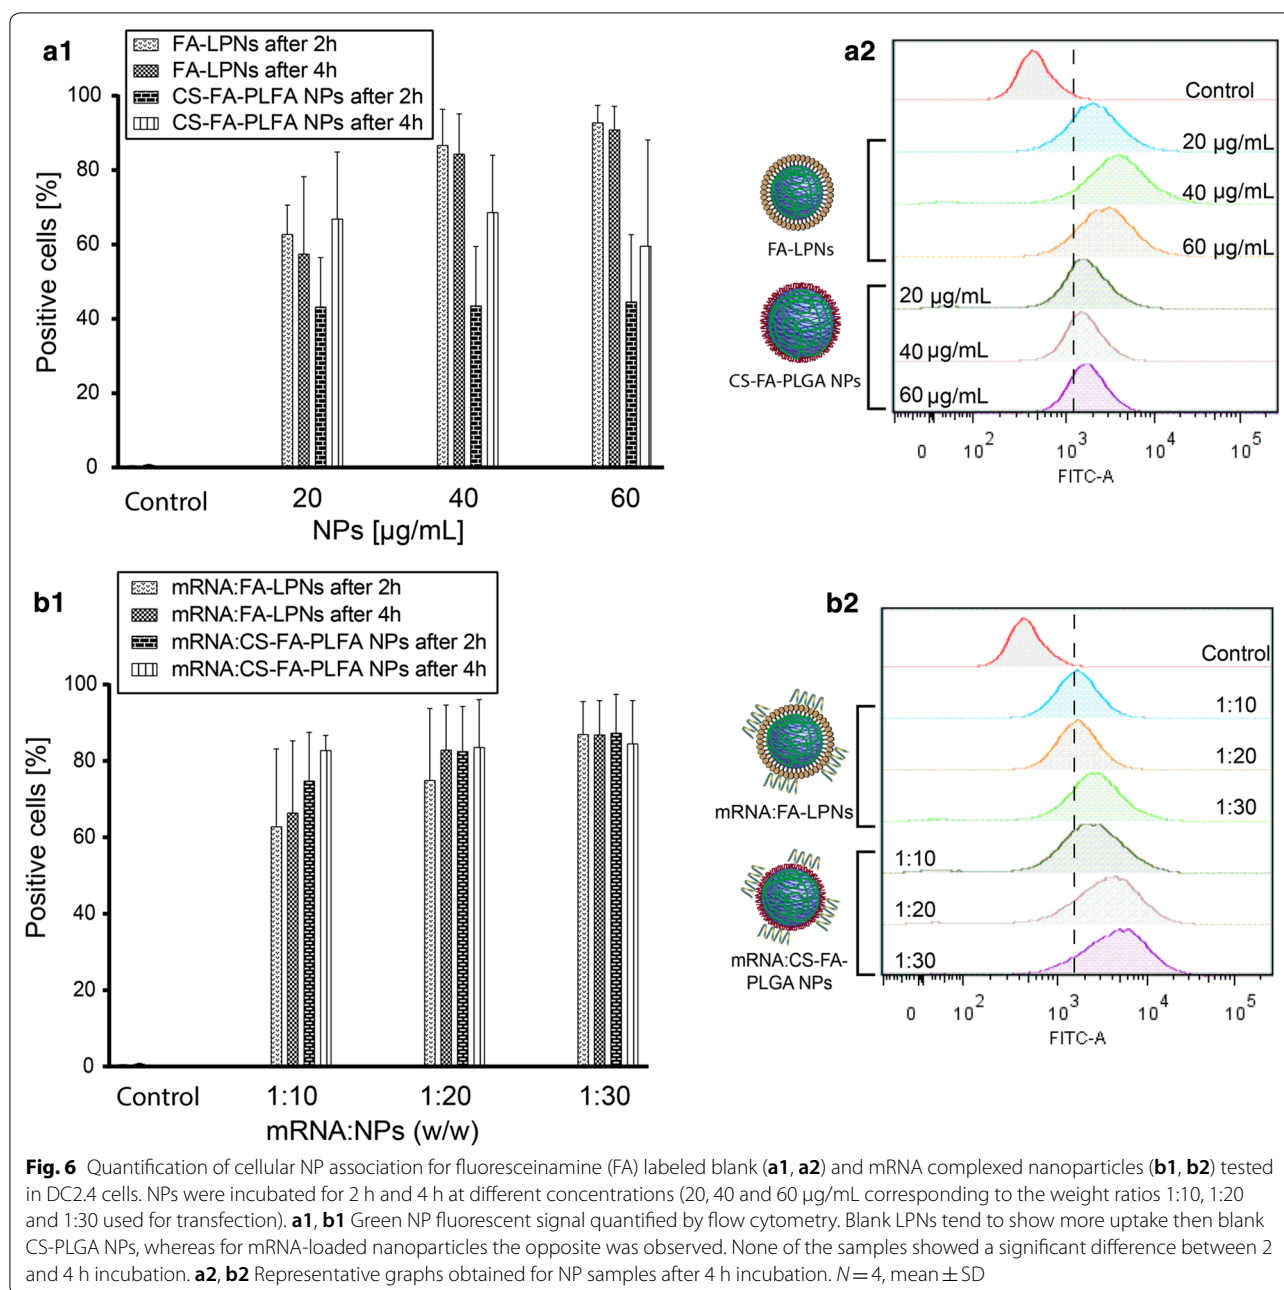 a1
FA-LPNs after 2h
FA-LPNs after 4h
CS-FA-PLFA NPs after 2h
CS-FA-PLFA NPs after 4h
Positive cells [%]
100
80
60
40
20
0
Control
20
40
60
NPs [µg/mL]
a2
Control
20 µg/mL
40 µg/mL
60 µg/mL
20 µg/mL
40 µg/mL
60 µg/mL
FA-LPNs
CS-FA-PLGA NPs
0
10²
10³
10⁴
10⁵
FITC-A
b1
mRNA:FA-LPNs after 2h
mRNA:FA-LPNs after 4h
mRNA:CS-FA-PLFA NPs after 2h
mRNA:CS-FA-PLFA NPs after 4h
Positive cells [%]
100
80
60
40
20
0
Control
1:10
1:20
1:30
mRNA:NPs (w/w)
b2
Control
1:10
1:20
1:30
1:10
1:20
1:30
mRNA:FA-LPNs
mRNA:CS-FA-
PLGA NPs
0
10²
10³
10⁴
10⁵
FITC-A
Fig. 6 Quantification of cellular NP association for fluoresceinamine (FA) labeled blank (a1, a2) and mRNA complexed nanoparticles (b1, b2) tested
in DC2.4 cells. NPs were incubated for 2 h and 4 h at different concentrations (20, 40 and 60 µg/mL corresponding to the weight ratios 1:10, 1:20
and 1:30 used for transfection). a1, b1 Green NP fluorescent signal quantified by flow cytometry. Blank LPNs tend to show more uptake then blank
CS-PLGA NPs, whereas for mRNA-loaded nanoparticles the opposite was observed. None of the samples showed a significant difference between 2
and 4 h incubation. a2, b2 Representative graphs obtained for NP samples after 4 h incubation. N = 4, mean ± SD